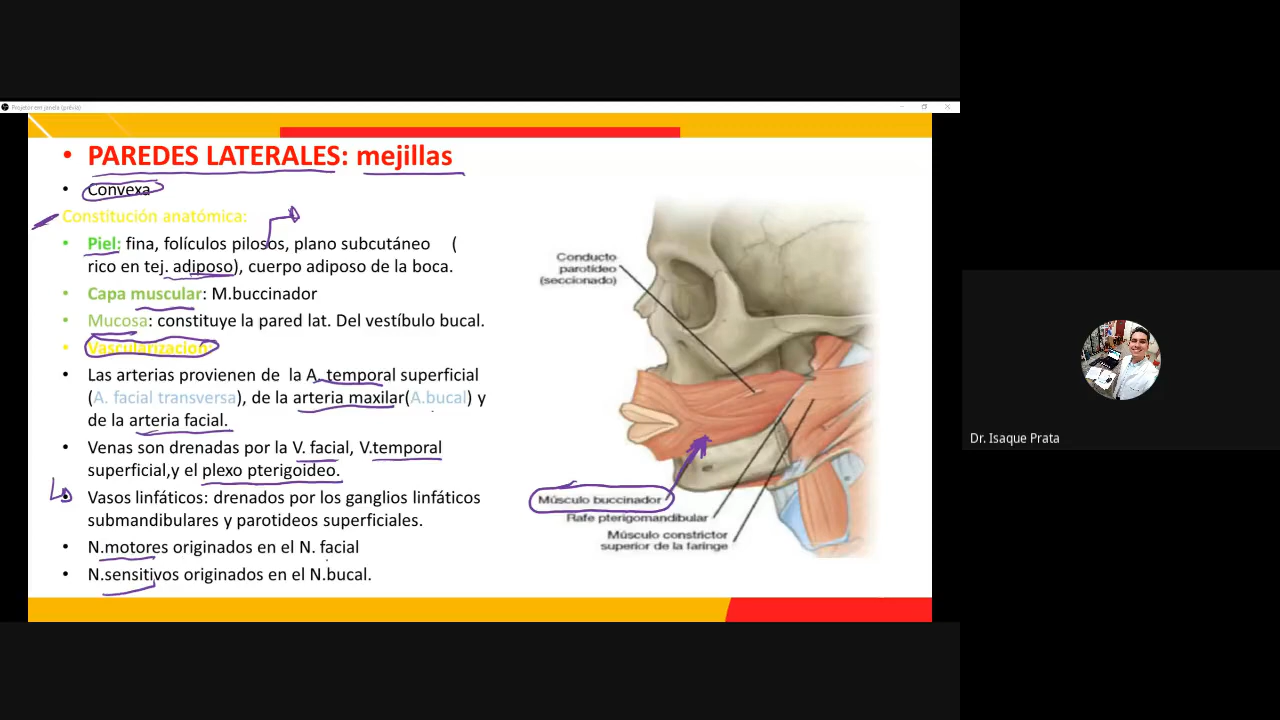 Projetor em janela (prévia)
• PAREDES LATERALES: mejillas
• Convexa
Constitución anatómica:
• Piel: fina, folículos pilosos, plano subcutáneo (
rico en tej. adiposo), cuerpo adiposo de la boca.
• Capa muscular: M.buccinador
• Mucosa: constituye la pared lat. Del vestíbulo bucal.
• Vascularizacion
• Las arterias provienen de la A. temporal superficial
(A. facial transversa), de la arteria maxilar(A.bucal) y
de la arteria facial.
• Venas son drenadas por la V. facial, V.temporal
superficial,y el plexo pterigoideo.
• Vasos linfáticos: drenados por los ganglios linfáticos
submandibulares y parotideos superficiales.
• N.motores originados en el N. facial
• N.sensitivos originados en el N.bucal.
Conducto
parotídeo
(seccionado)
Músculo buccinador
Rafe pterigomandibular
Músculo constrictor
superior de la faringe
Dr. Isaque Prata